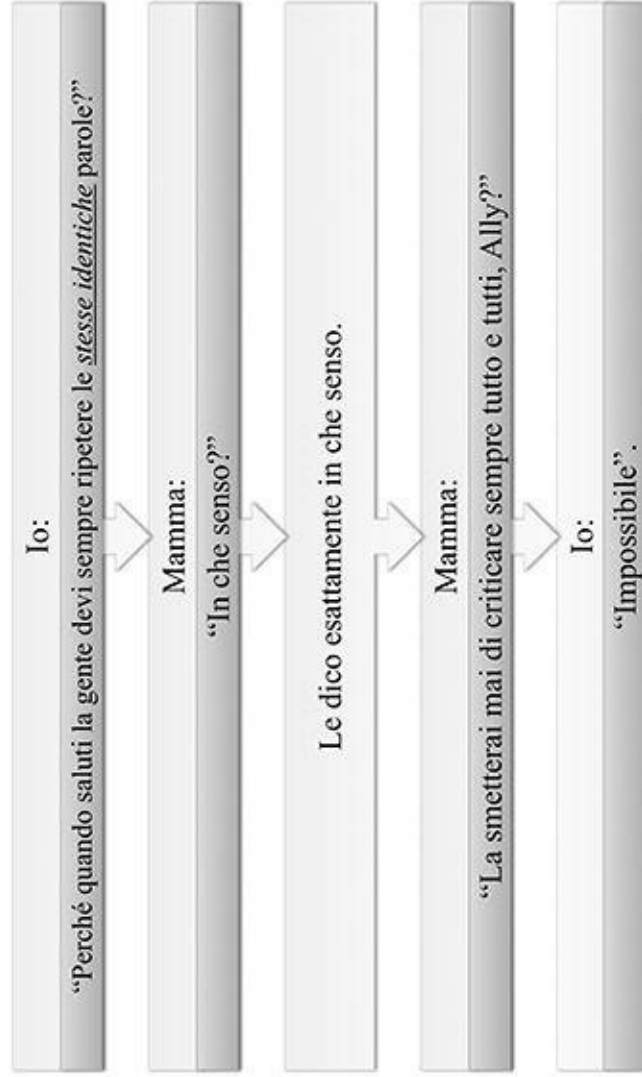 Io:
“Perché quando saluti la gente devi sempre ripetere le stesse identiche parole?”
Mamma:
“In che senso?”
Le dico esattamente in che senso.
Mamma:
“La smetterai mai di criticare sempre tutto e tutti, Ally?”
Io:
“Impossibile”.